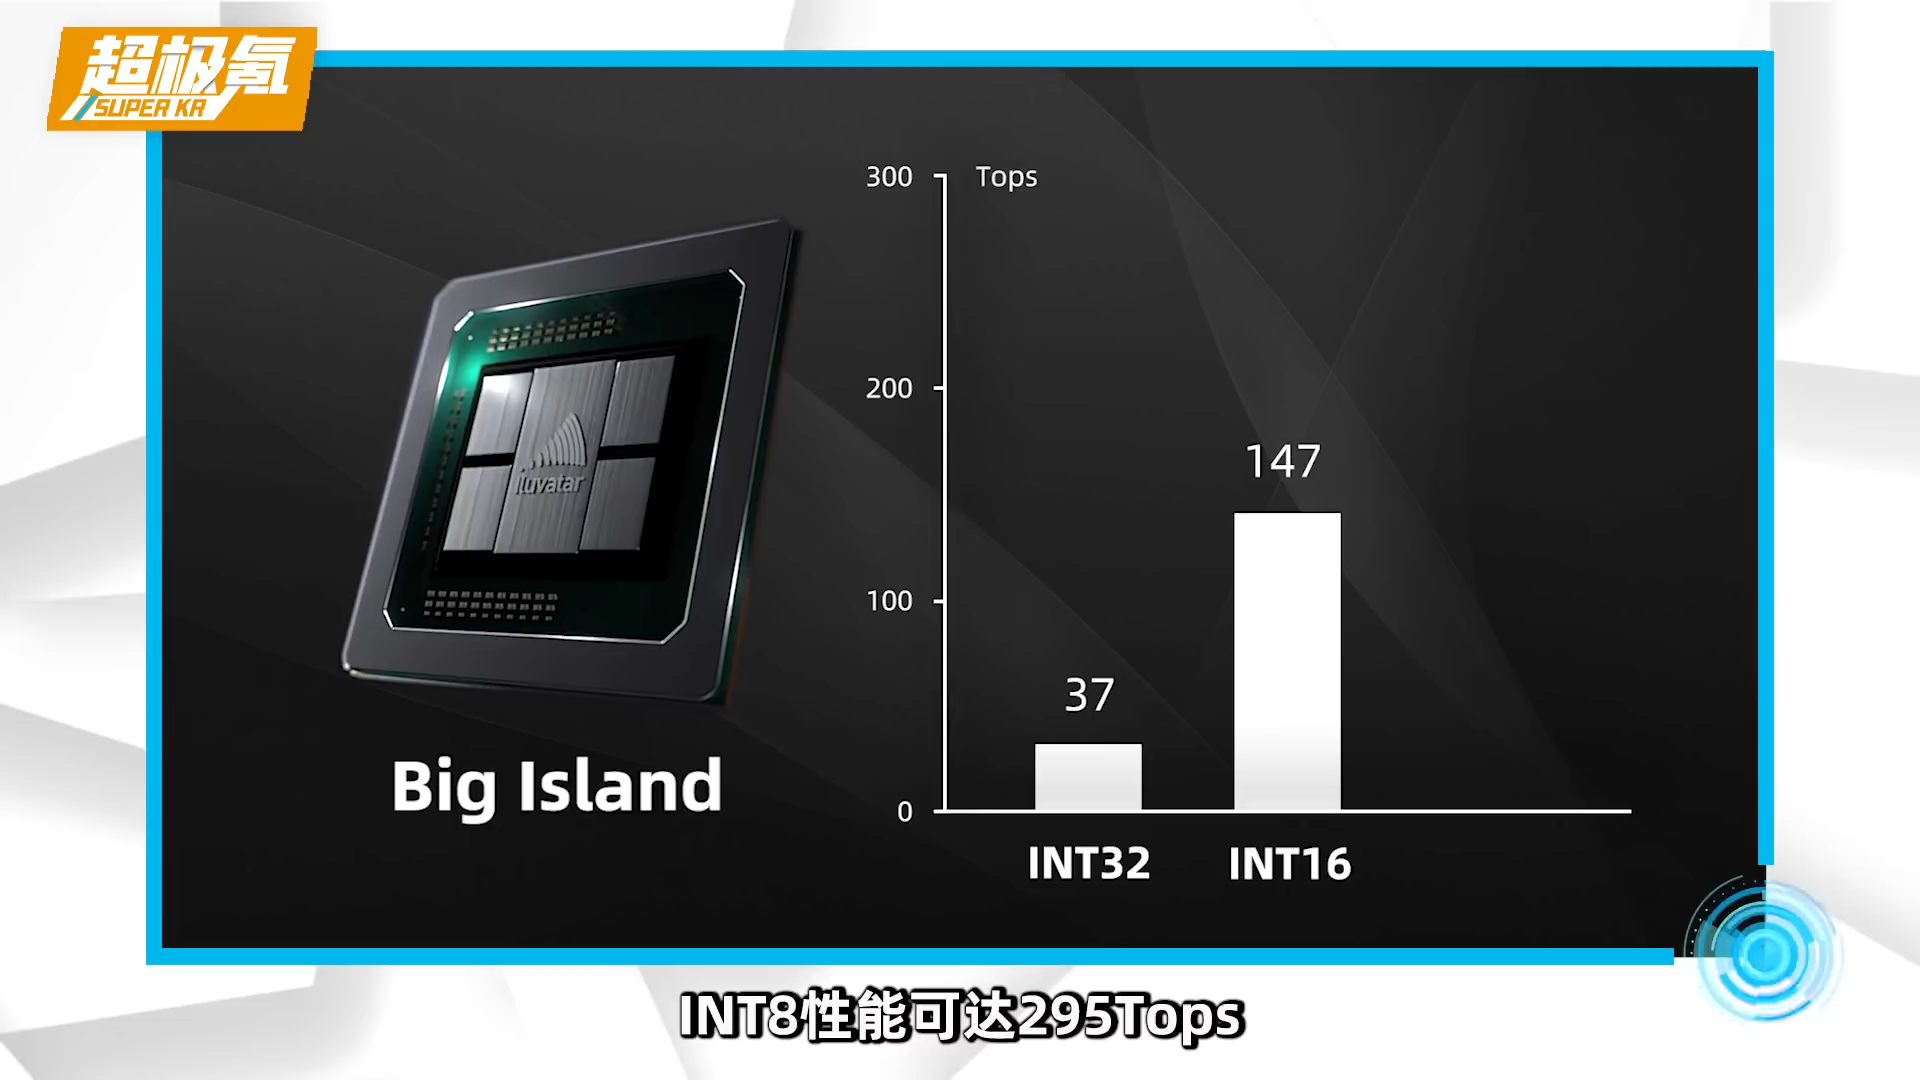 超极氪
SUPER KR
300
Tops
200
147
100
37
0
iluvatar
Big Island
INT32
INT16
INT8性能可达295Tops